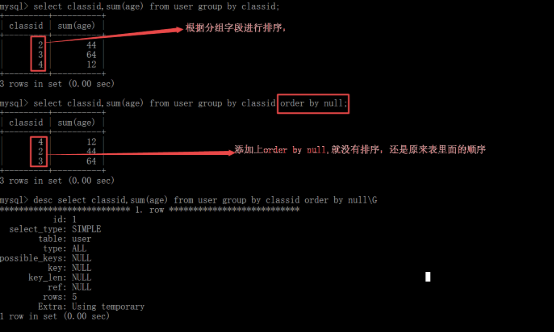 mysql> select classid,sum(age) from user group by classid;
+---------+----------+
| classid | sum(age) |
+---------+----------+
| 2 | 44 |
| 3 | 64 |
| 4 | 12 |
+---------+----------+
3 rows in set (0.00 sec)
根据分组字段进行排序,
mysql> select classid,sum(age) from user group by classid order by null;
+---------+----------+
| classid | sum(age) |
+---------+----------+
| 4 | 12 |
| 2 | 44 |
| 3 | 64 |
+---------+----------+
3 rows in set (0.00 sec)
添加上order by null,就没有排序，还是原来表里面的顺序
mysql> desc select classid,sum(age) from user group by classid order by null\G
*************************** 1. row ***************************
id: 1
select_type: SIMPLE
table: user
type: ALL
possible_keys: NULL
key: NULL
key_len: NULL
ref: NULL
rows: 5
Extra: Using temporary
1 row in set (0.00 sec)